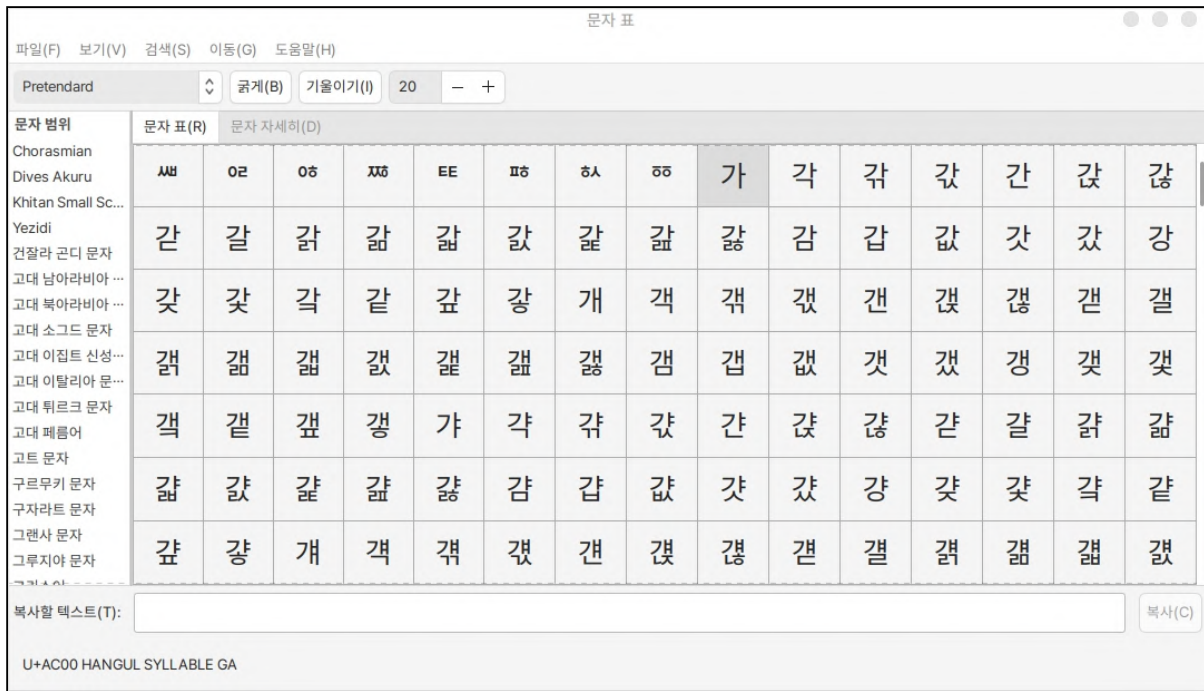 문자 표
파일(F) 보기(V) 검색(S) 이동(G) 도움말(H)
Pretendard 굵게(B) 기울이기(I) 20 − +
문자 범위
Chorasmian
Dives Akuru
Khitan Small Sc...
Yezidi
건잘라 곤디 문자
고대 남아라비아 ...
고대 북아라비아 ...
고대 소그드 문자
고대 이집트 신성...
고대 이탈리아 문...
고대 튀르크 문자
고대 페름어
고트 문자
구르무키 문자
구자라트 문자
그랜사 문자
그루지야 문자
문자 표(R) 문자 자세히(D)
ꥵ ꥶ ꥷ ꥸ ꥹ ꥺ ꥻ ꥼ 가 각 갂 갃 간 갅 갆
갇 갈 갉 갊 갋 갌 갍 갎 갏 감 갑 값 갓 갔 강
갖 갗 갘 같 갚 갛 개 객 갞 갟 갠 갡 갢 갣 갤
갥 갦 갧 갨 갩 갪 갫 갬 갭 갮 갯 갰 갱 갲 갳
갴 갵 갶 갷 갸 갹 갺 갻 갼 갽 갾 갿 걀 걁 걂
걃 걄 걅 걆 걇 걈 걉 걊 걋 걌 걍 걎 걏 걐 걑
걒 걓 걔 걕 걖 걗 걘 걙 걚 걛 걜 걝 걞 걟 걠
복사할 텍스트(T): 복사(C)
U+AC00 HANGUL SYLLABLE GA